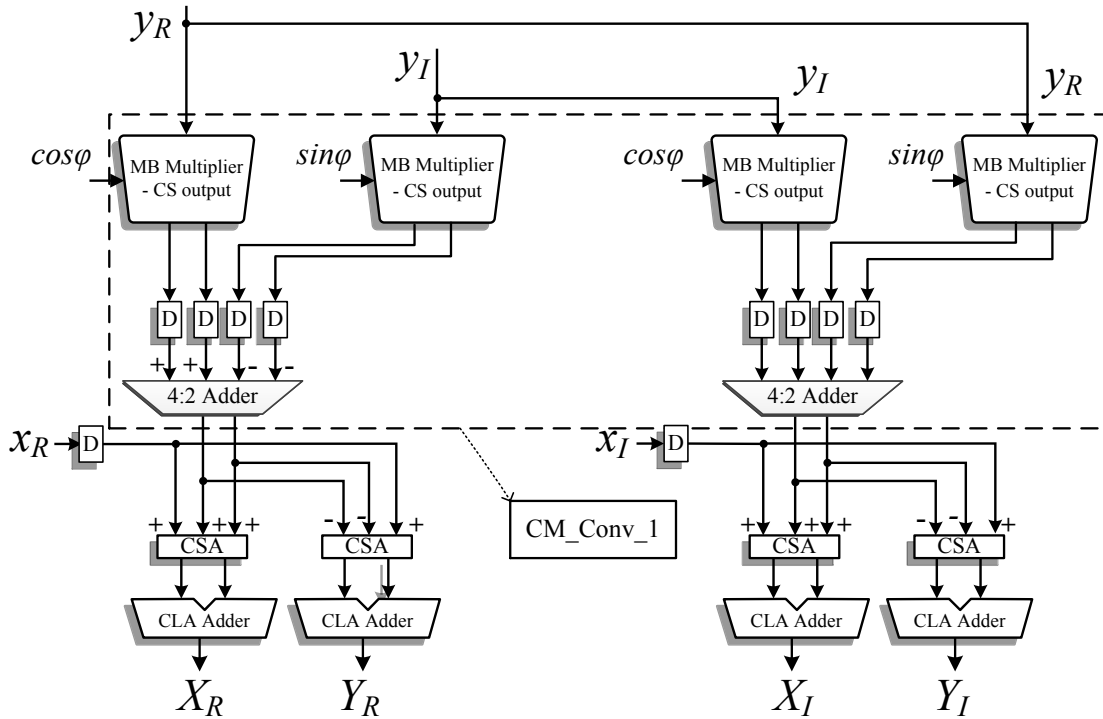 y_R
y_I y_I y_R
cosφ MB Multiplier - CS output sinφ MB Multiplier - CS output cosφ MB Multiplier - CS output sinφ MB Multiplier - CS output
D D D D D D D D
+ + - -
4:2 Adder 4:2 Adder
x_R D x_I D
+ + + - - + + + + - - +
CSA CSA CM_Conv_1 CSA CSA
CLA Adder CLA Adder CLA Adder CLA Adder
X_R Y_R X_I Y_I